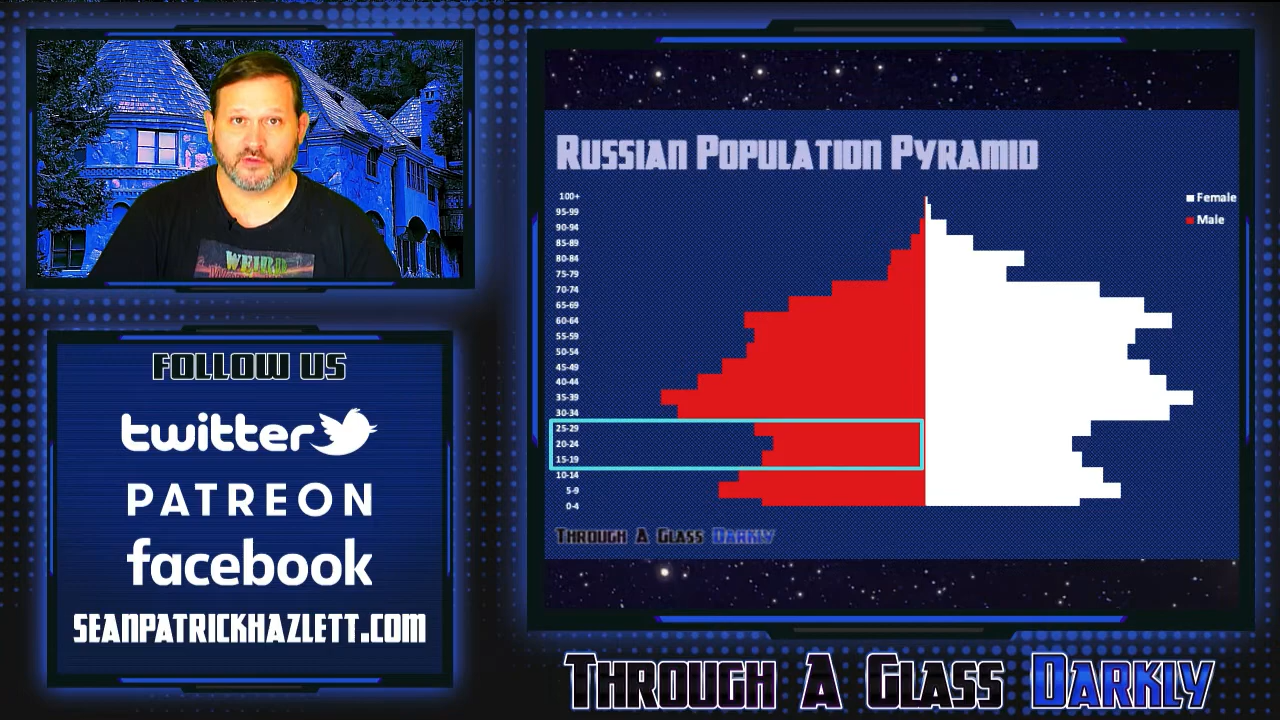 WEIRD
FOLLOW US
twitter
PATREON
facebook
SEANPATRICKHAZLETT.COM
RUSSIAN POPULATION PYRAMID
Female
Male
100+
95-99
90-94
85-89
80-84
75-79
70-74
65-69
60-64
55-59
50-54
45-49
40-44
35-39
30-34
25-29
20-24
15-19
10-14
5-9
0-4
THROUGH A GLASS DARKLY
THROUGH A GLASS DARKLY